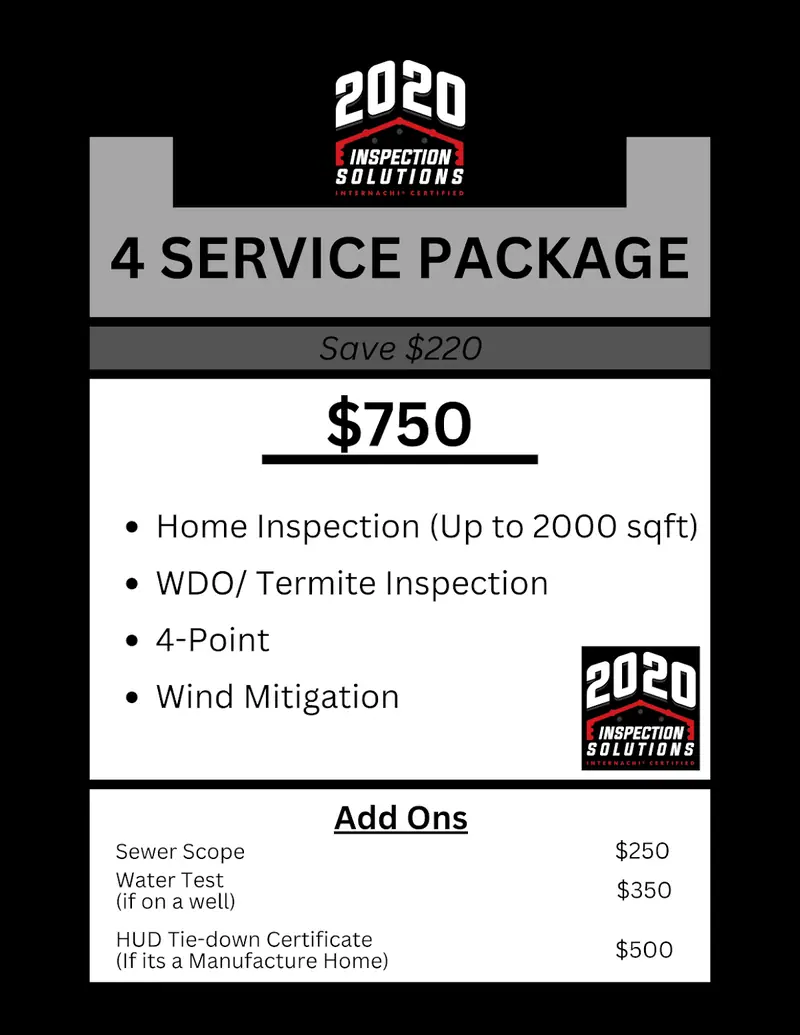 2020
INSPECTION
SOLUTIONS
INTERNACHI® CERTIFIED
4 SERVICE PACKAGE
Save $220
$750
• Home Inspection (Up to 2000 sqft)
• WDO/ Termite Inspection
• 4-Point
• Wind Mitigation
2020
INSPECTION
SOLUTIONS
INTERNACHI® CERTIFIED
Add Ons
Sewer Scope $250
Water Test
(if on a well) $350
HUD Tie-down Certificate
(If its a Manufacture Home) $500